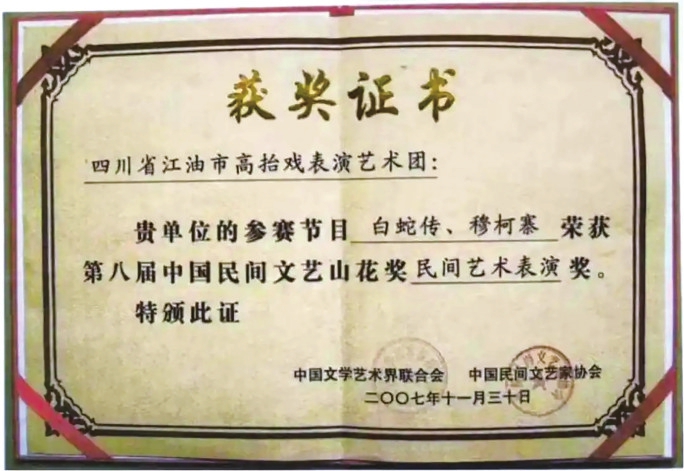 获奖证书
四川省江油市高抬戏表演艺术团:
贵单位的参赛节目 白蛇传、穆柯寨 荣获
第八届中国民间文艺山花奖 民间艺术表演 奖。
特颁此证
中国文学艺术界联合会 中国民间文艺家协会
二〇〇七年十一月三十日